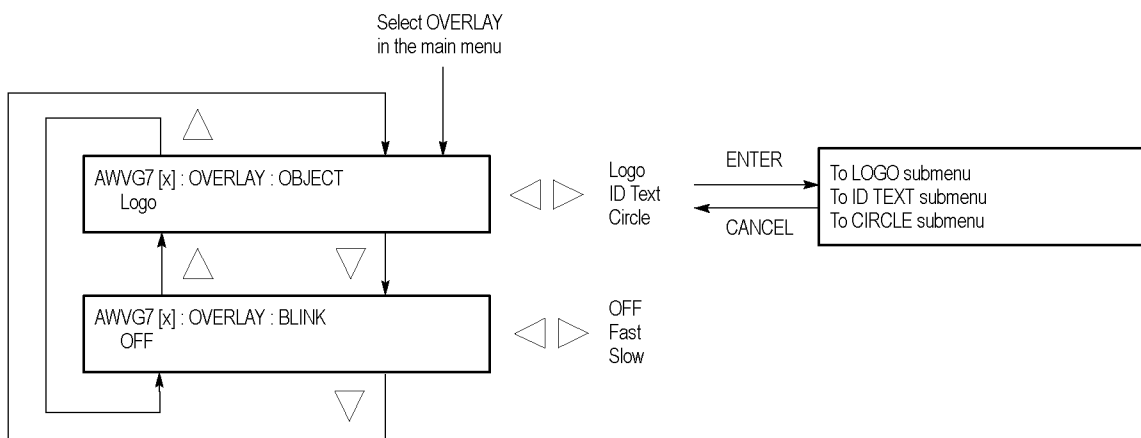 Select OVERLAY
in the main menu
AWVG7 [x] : OVERLAY : OBJECT
Logo
Logo
ID Text
Circle
ENTER
CANCEL
To LOGO submenu
To ID TEXT submenu
To CIRCLE submenu
AWVG7 [x] : OVERLAY : BLINK
OFF
OFF
Fast
Slow